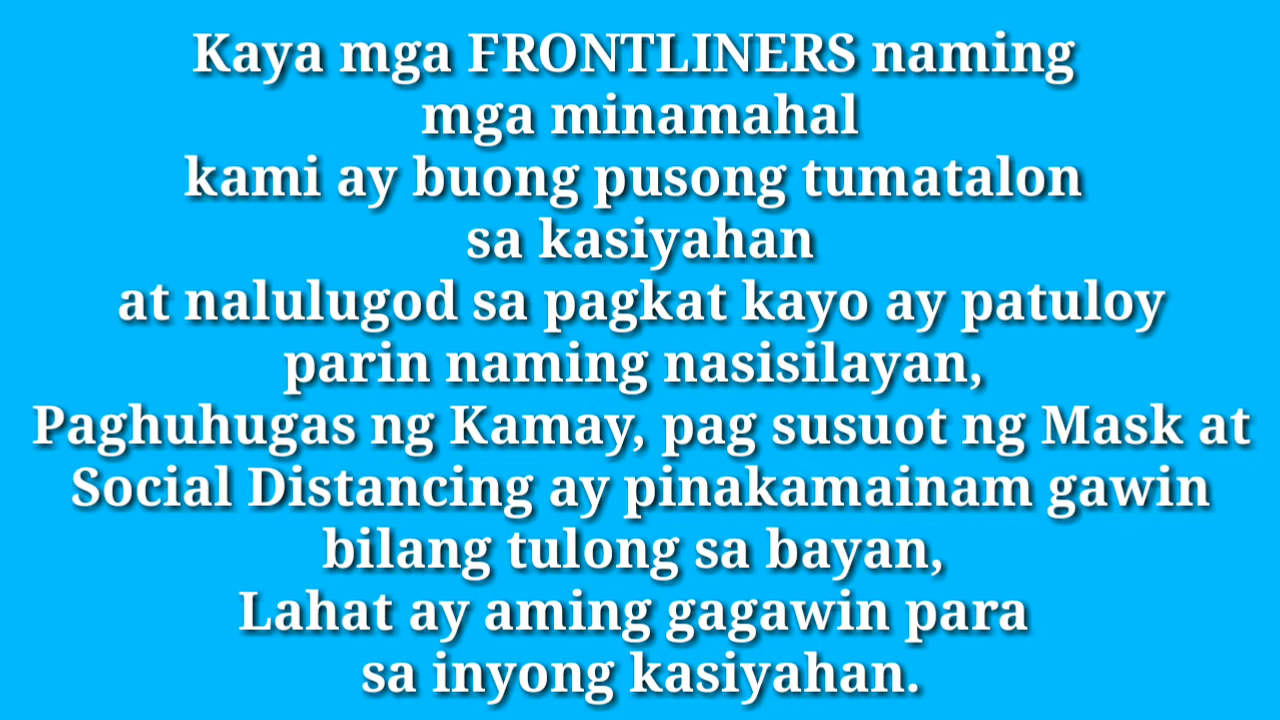 Kaya mga FRONTLINERS naming
mga minamahal
kami ay buong pusong tumatalon
sa kasiyahan
at nalulugod sa pagkat kayo ay patuloy
parin naming nasisilayan,
Paghuhugas ng Kamay, pag susuot ng Mask at
Social Distancing ay pinakamainam gawin
bilang tulong sa bayan,
Lahat ay aming gagawin para
sa inyong kasiyahan.